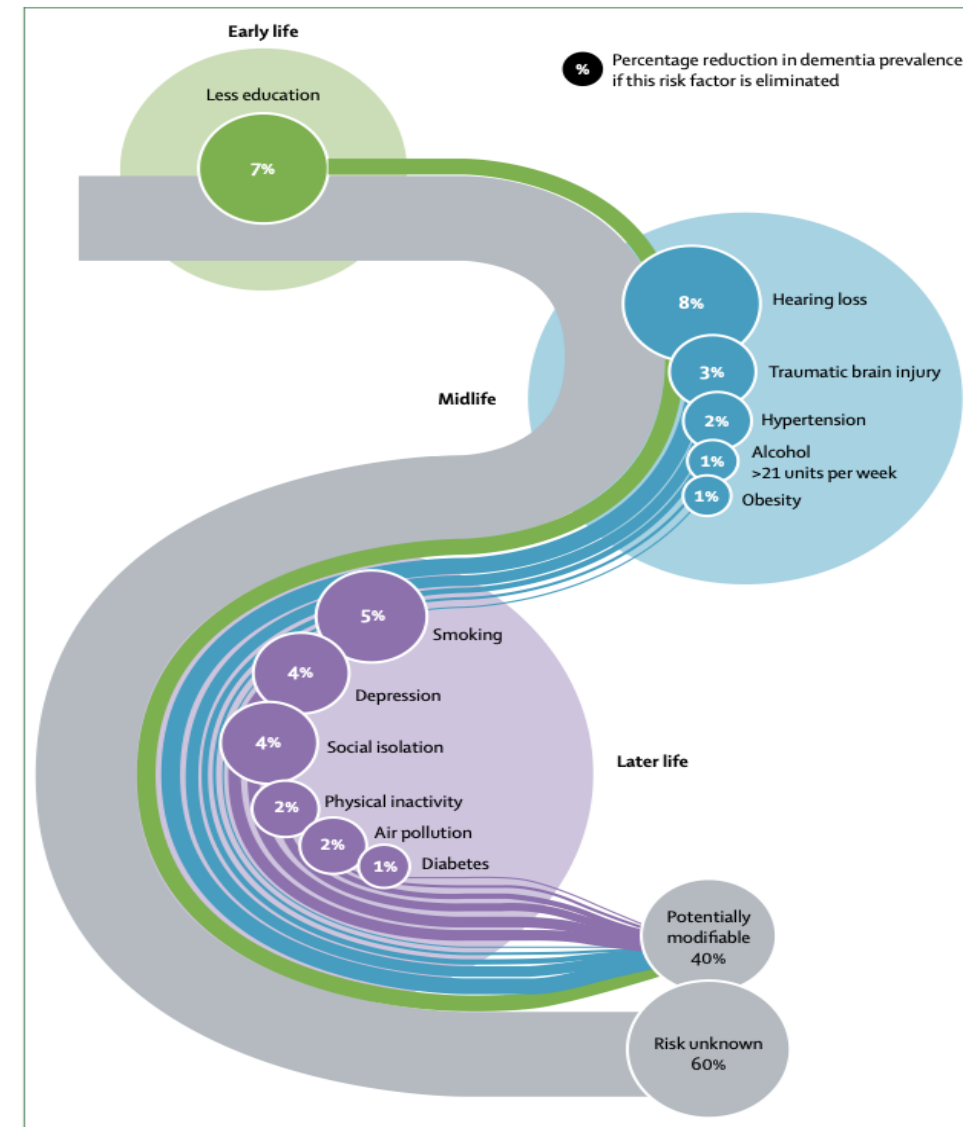 Early life
%
Percentage reduction in dementia prevalence
if this risk factor is eliminated
Less education
7%
8%
Hearing loss
3%
Traumatic brain injury
Midlife
2%
Hypertension
1%
Alcohol
>21 units per week
1%
Obesity
5%
Smoking
4%
Depression
4%
Social isolation
Later life
2%
Physical inactivity
2%
Air pollution
1%
Diabetes
Potentially
modifiable
40%
Risk unknown
60%